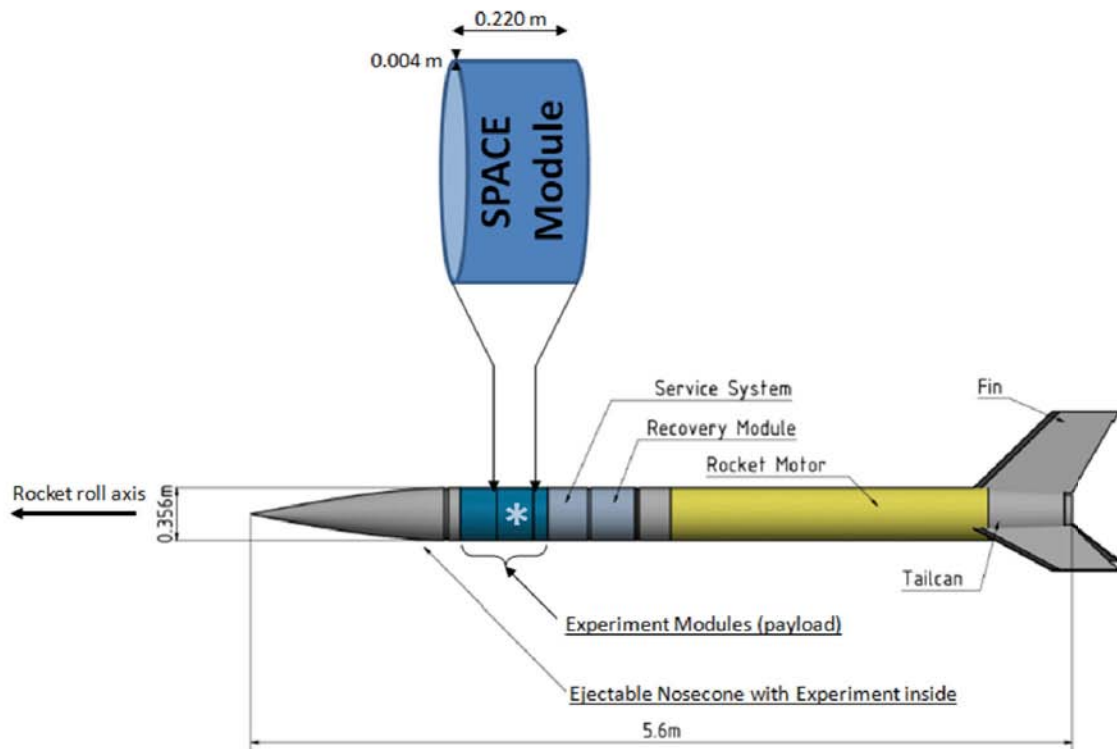 0.220 m
0.004 m
SPACE
Module
Service System
Fin
Recovery Module
Rocket Motor
Rocket roll axis
0.356m
*
Tailcan
Experiment Modules (payload)
Ejectable Nosecone with Experiment inside
5.6m